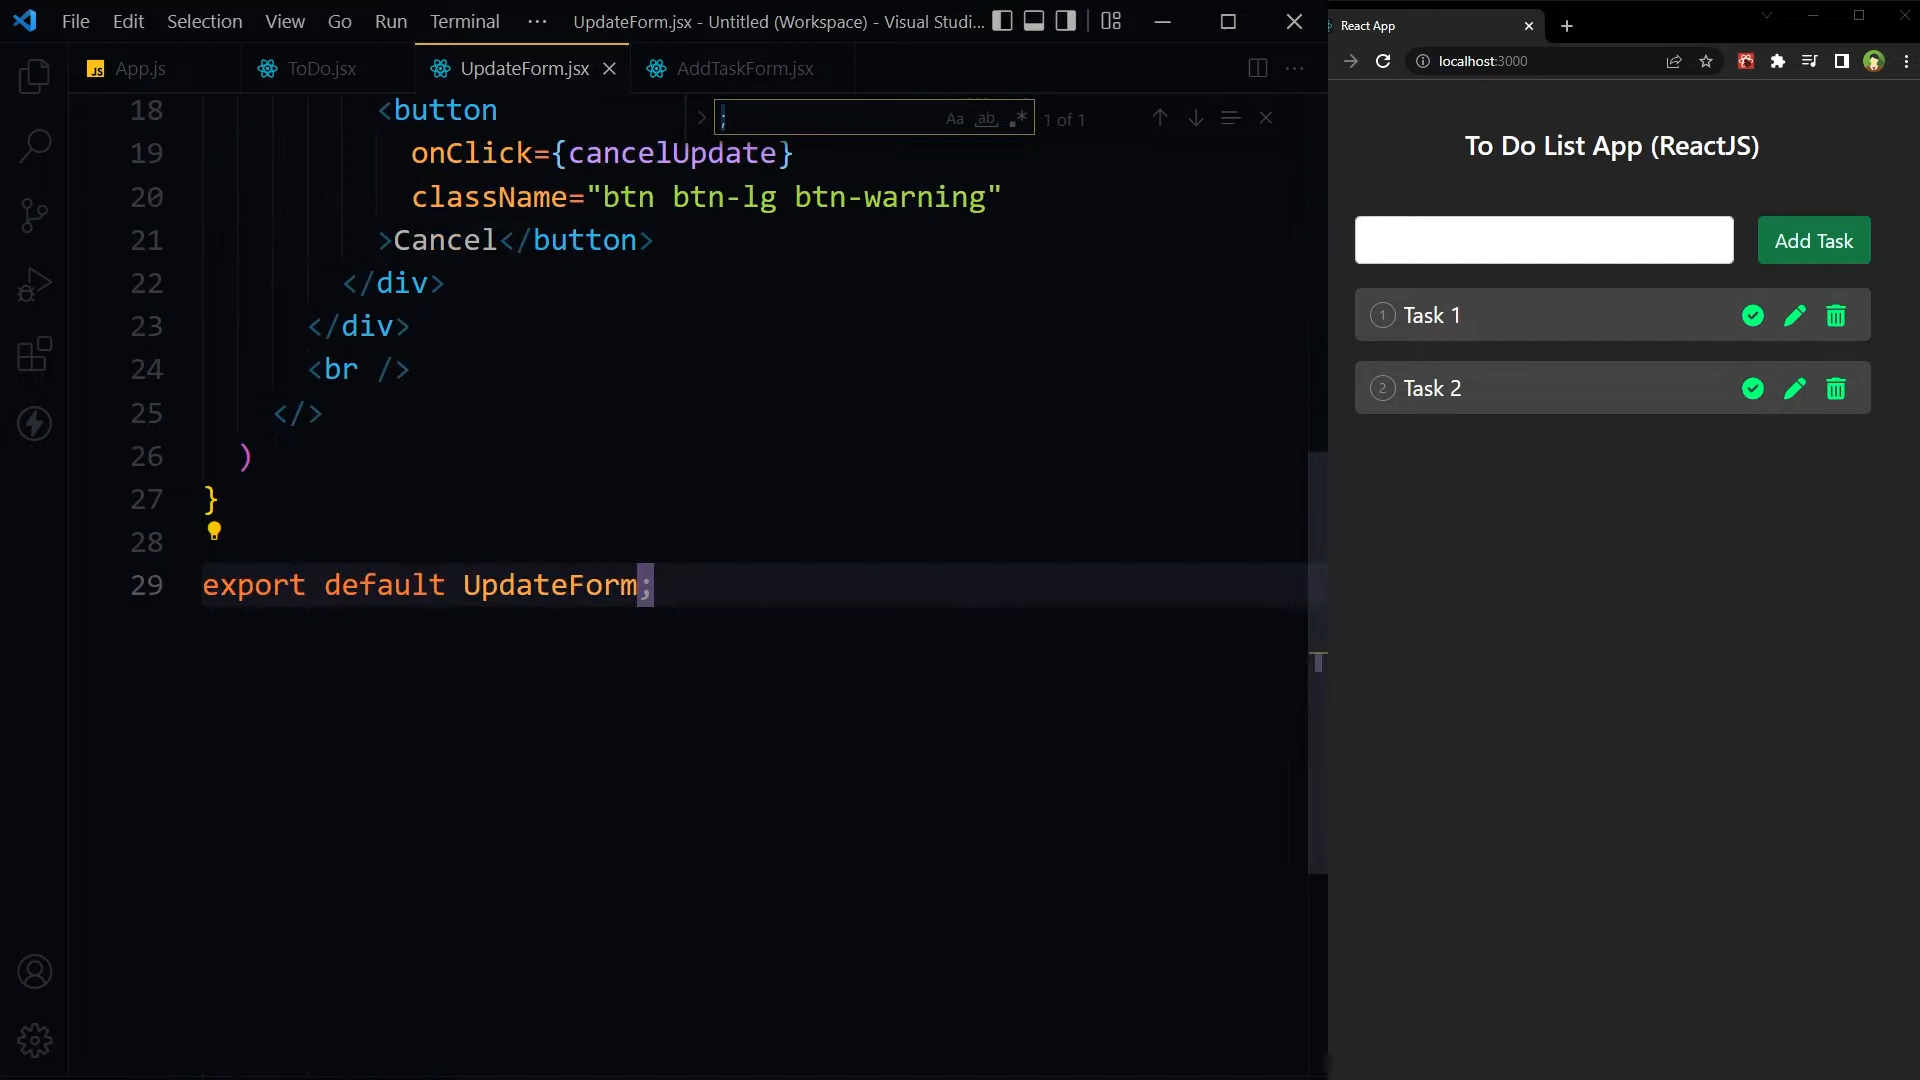 File Edit Selection View Go Run Terminal ··· UpdateForm.jsx - Untitled (Workspace) - Visual Studi...
JS App.js ToDo.jsx UpdateForm.jsx AddTaskForm.jsx
; Aa ab 1 of 1
18 <button
19 onClick={cancelUpdate}
20 className="btn btn-lg btn-warning"
21 >Cancel</button>
22 </div>
23 </div>
24 <br />
25 </>
26 )
27 }
28
29 export default UpdateForm;
React App
localhost:3000
To Do List App (ReactJS)
Add Task
1 Task 1
2 Task 2